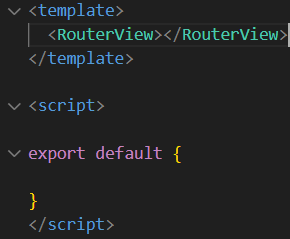 <template>
<RouterView></RouterView>
</template>
<script>
export default {
}
</script>